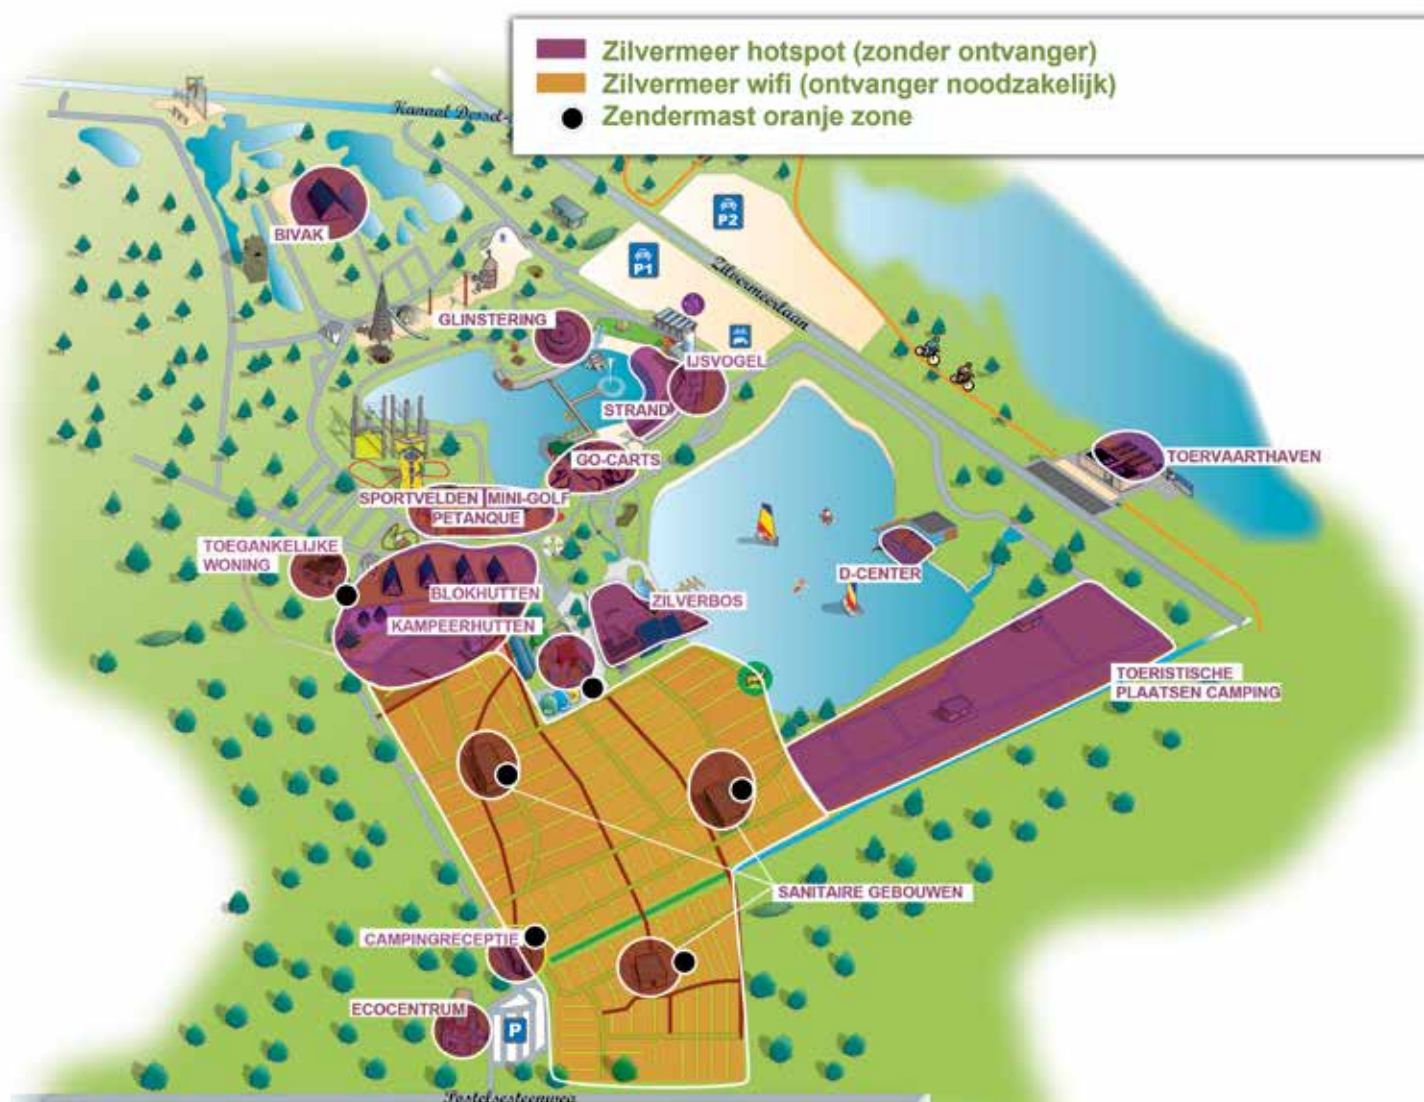 Zilvermeer hotspot (zonder ontvanger)
Zilvermeer wifi (ontvanger noodzakelijk)
Zendermast oranje zone
Kanaal Dessel-
P2
P1
Zilvermeerlaan
BIVAK
GLINSTERING
IJSVOGEL
STRAND
GO-CARTS
TOERVAARTHAVEN
SPORTVELDEN MINI-GOLF
PETANQUE
TOEGANKELIJKE
WONING
D-CENTER
BLOKHUTTEN
ZILVERBOS
KAMPEERHUTTEN
TOERISTISCHE
PLAATSEN CAMPING
SANITAIRE GEBOUWEN
CAMPINGRECEPTIE
ECOCENTRUM
P
Postelsesteenweg